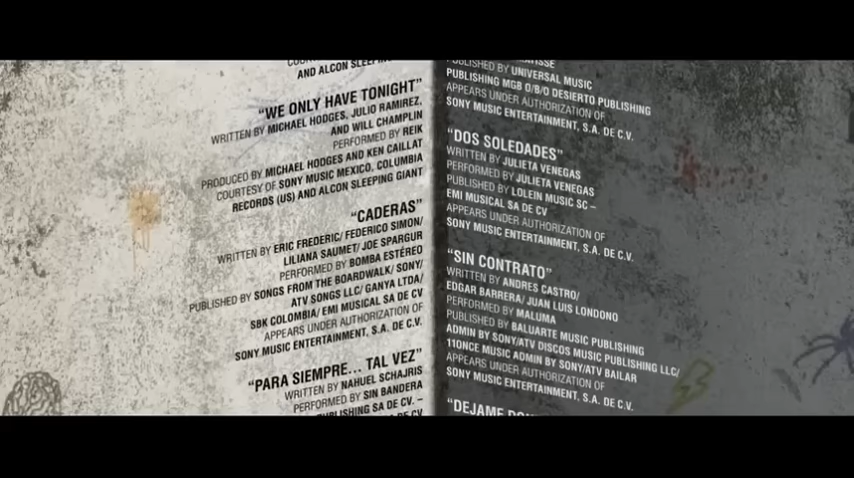 AND ALCON SLEEPING
"WE ONLY HAVE TONIGHT"
WRITTEN BY MICHAEL HODGES, JULIO RAMIREZ,
AND WILL CHAMPLIN
PERFORMED BY REIK
PRODUCED BY MICHAEL HODGES AND KEN CAILLAT
COURTESY OF SONY MUSIC MEXICO, COLUMBIA
RECORDS (US) AND ALCON SLEEPING GIANT
"CADERAS"
WRITTEN BY ERIC FREDERIC/ FEDERICO SIMON/
LILIANA SAUMET/ JOE SPARGUR
PERFORMED BY BOMBA ESTÉREO
PUBLISHED BY SONGS FROM THE BOARDWALK/ SONY/
ATV SONGS LLC/ GANYA LTDA/
SBK COLOMBIA/ EMI MUSICAL SA DE CV
APPEARS UNDER AUTHORIZATION OF
SONY MUSIC ENTERTAINMENT, S.A. DE C.V.
"PARA SIEMPRE... TAL VEZ"
WRITTEN BY NAHUEL SCHAJRIS
PERFORMED BY SIN BANDERA
PUBLISHING SA DE CV. –
PUBLISHED BY UNIVERSAL MUSIC
PUBLISHING MGB O/B/O DESIERTO PUBLISHING
APPEARS UNDER AUTHORIZATION OF
SONY MUSIC ENTERTAINMENT, S.A. DE C.V.
"DOS SOLEDADES"
WRITTEN BY JULIETA VENEGAS
PERFORMED BY JULIETA VENEGAS
PUBLISHED BY LOLEIN MUSIC SC –
EMI MUSICAL SA DE CV
APPEARS UNDER AUTHORIZATION OF
SONY MUSIC ENTERTAINMENT, S.A. DE C.V.
"SIN CONTRATO"
WRITTEN BY ANDRES CASTRO/
EDGAR BARRERA/ JUAN LUIS LONDONO
PERFORMED BY MALUMA
PUBLISHED BY BALUARTE MUSIC PUBLISHING
ADMIN BY SONY/ATV DISCOS MUSIC PUBLISHING LLC/
11ONCE MUSIC ADMIN BY SONY/ATV BAILAR
APPEARS UNDER AUTHORIZATION OF
SONY MUSIC ENTERTAINMENT, S.A. DE C.V.
"DEJAME